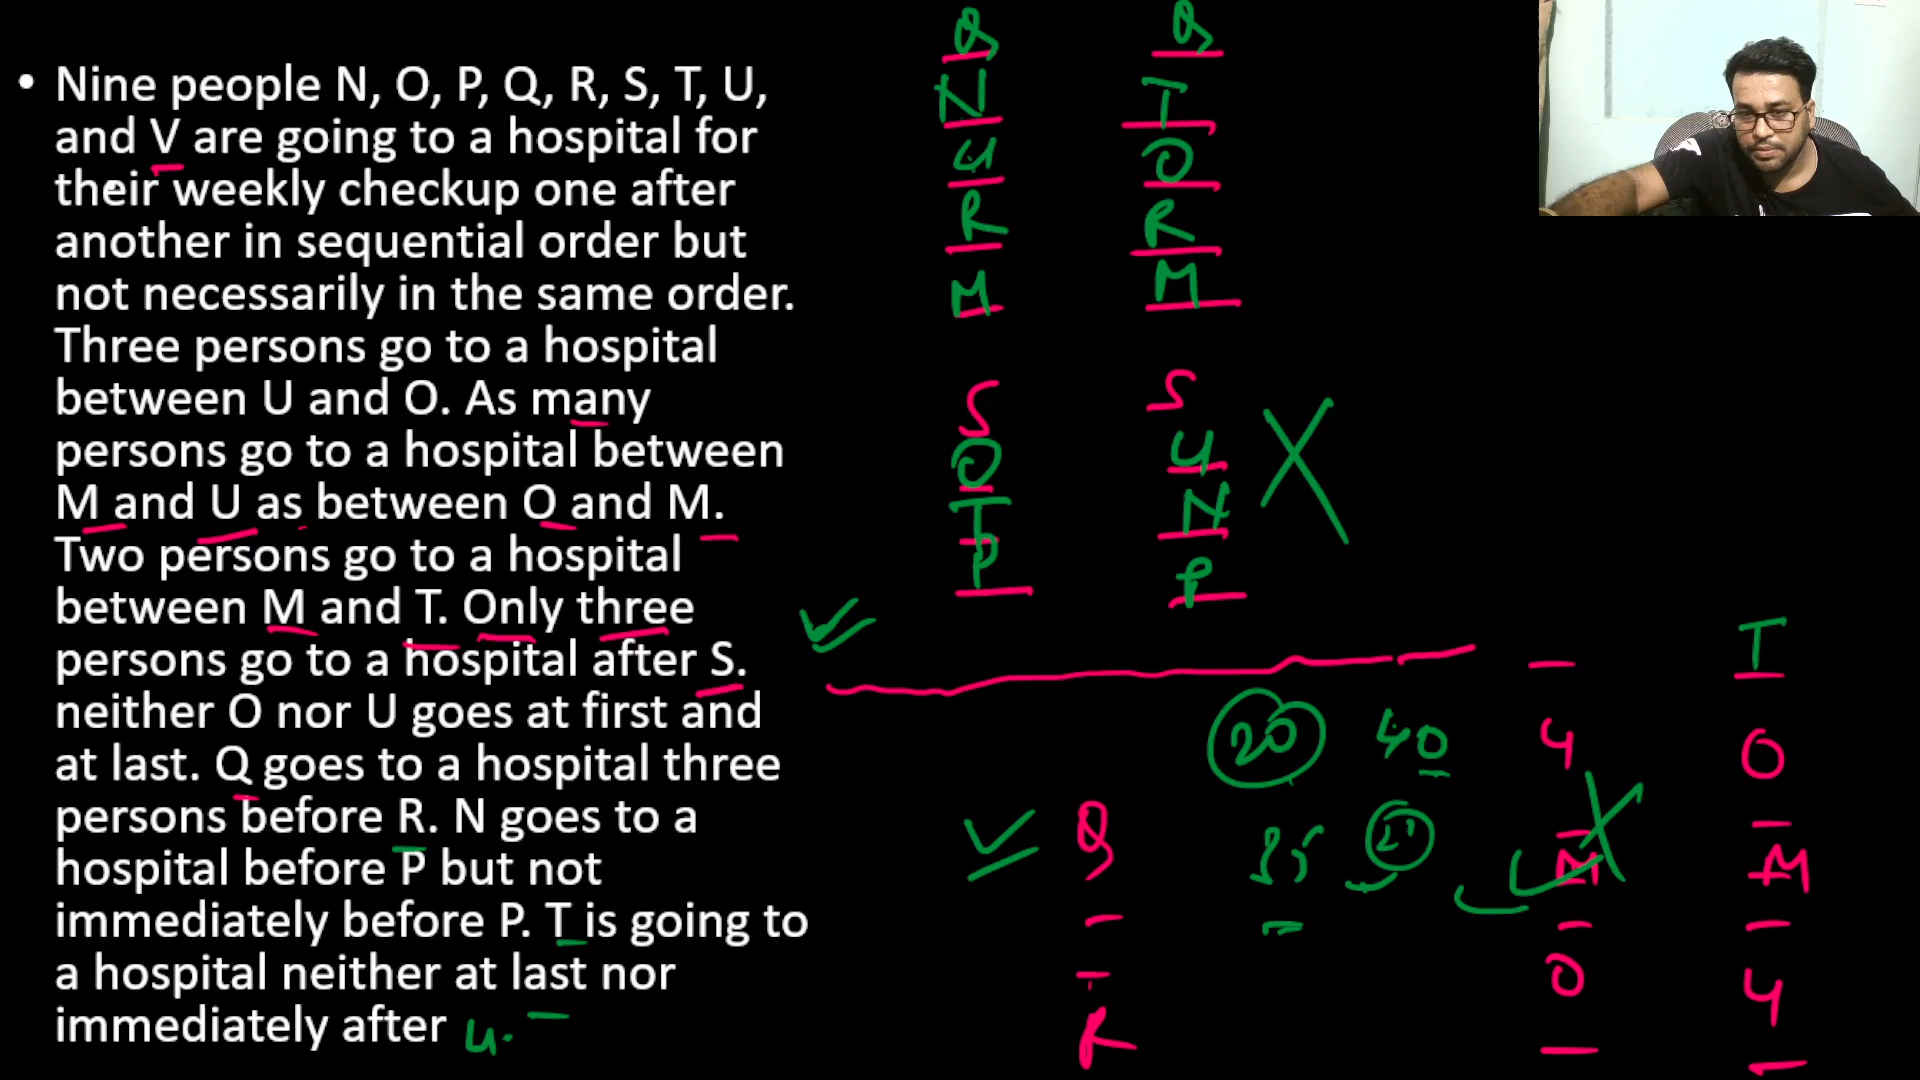 • Nine people N, O, P, Q, R, S, T, U,
and V are going to a hospital for
their weekly checkup one after
another in sequential order but
not necessarily in the same order.
Three persons go to a hospital
between U and O. As many
persons go to a hospital between
M and U as between O and M.
Two persons go to a hospital
between M and T. Only three
persons go to a hospital after S.
neither O nor U goes at first and
at last. Q goes to a hospital three
persons before R. N goes to a
hospital before P but not
immediately before P. T is going to
a hospital neither at last nor
immediately after u.
Q
N
U
R
M
S
O
T
P
Q
T
O
R
M
S
U
N
P
X
20 40
Q
R
U
M
O
X
T
O
M
U